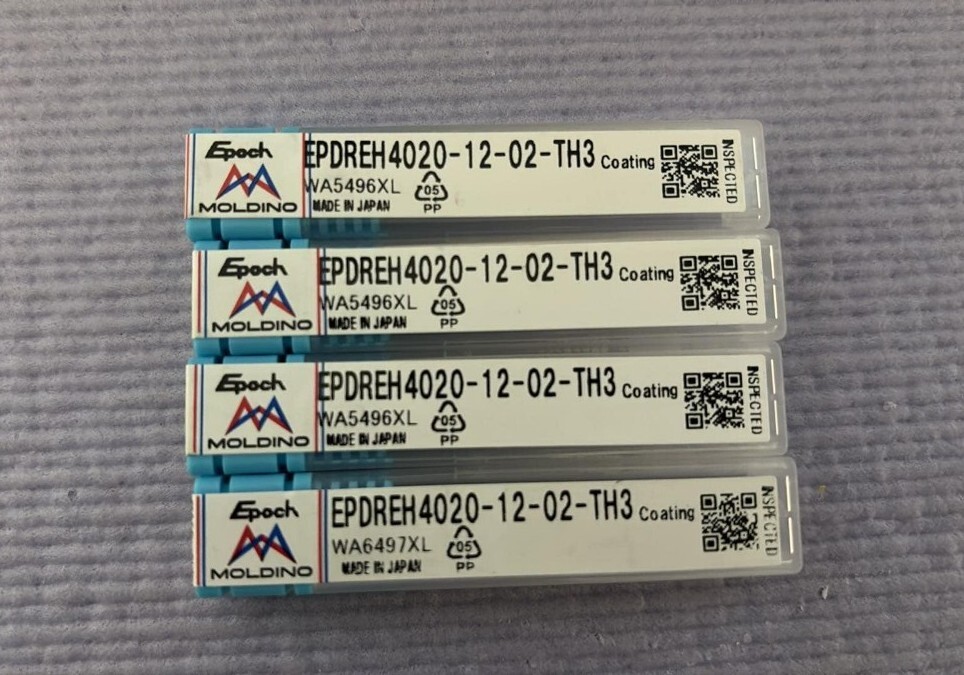 Epoch
MOLDINO
EPDREH4020-12-02-TH3 Coating
WA5496XL
05
PP
MADE IN JAPAN
INSPECTED
Epoch
MOLDINO
EPDREH4020-12-02-TH3 Coating
WA5496XL
05
PP
MADE IN JAPAN
INSPECTED
Epoch
MOLDINO
EPDREH4020-12-02-TH3 Coating
WA5496XL
05
PP
MADE IN JAPAN
INSPECTED
Epoch
MOLDINO
EPDREH4020-12-02-TH3 Coating
WA6497XL
05
PP
MADE IN JAPAN
INSPECTED